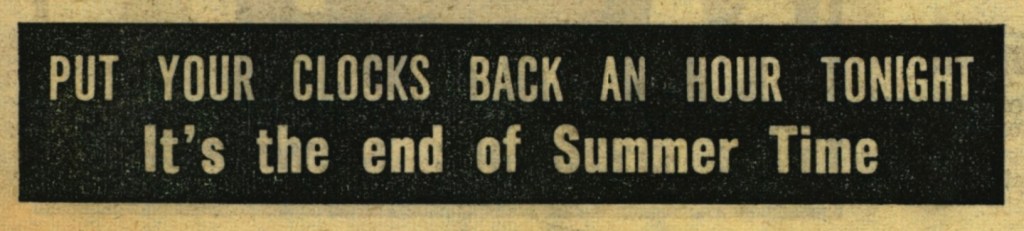 PUT YOUR CLOCKS BACK AN HOUR TONIGHT
It's the end of Summer Time